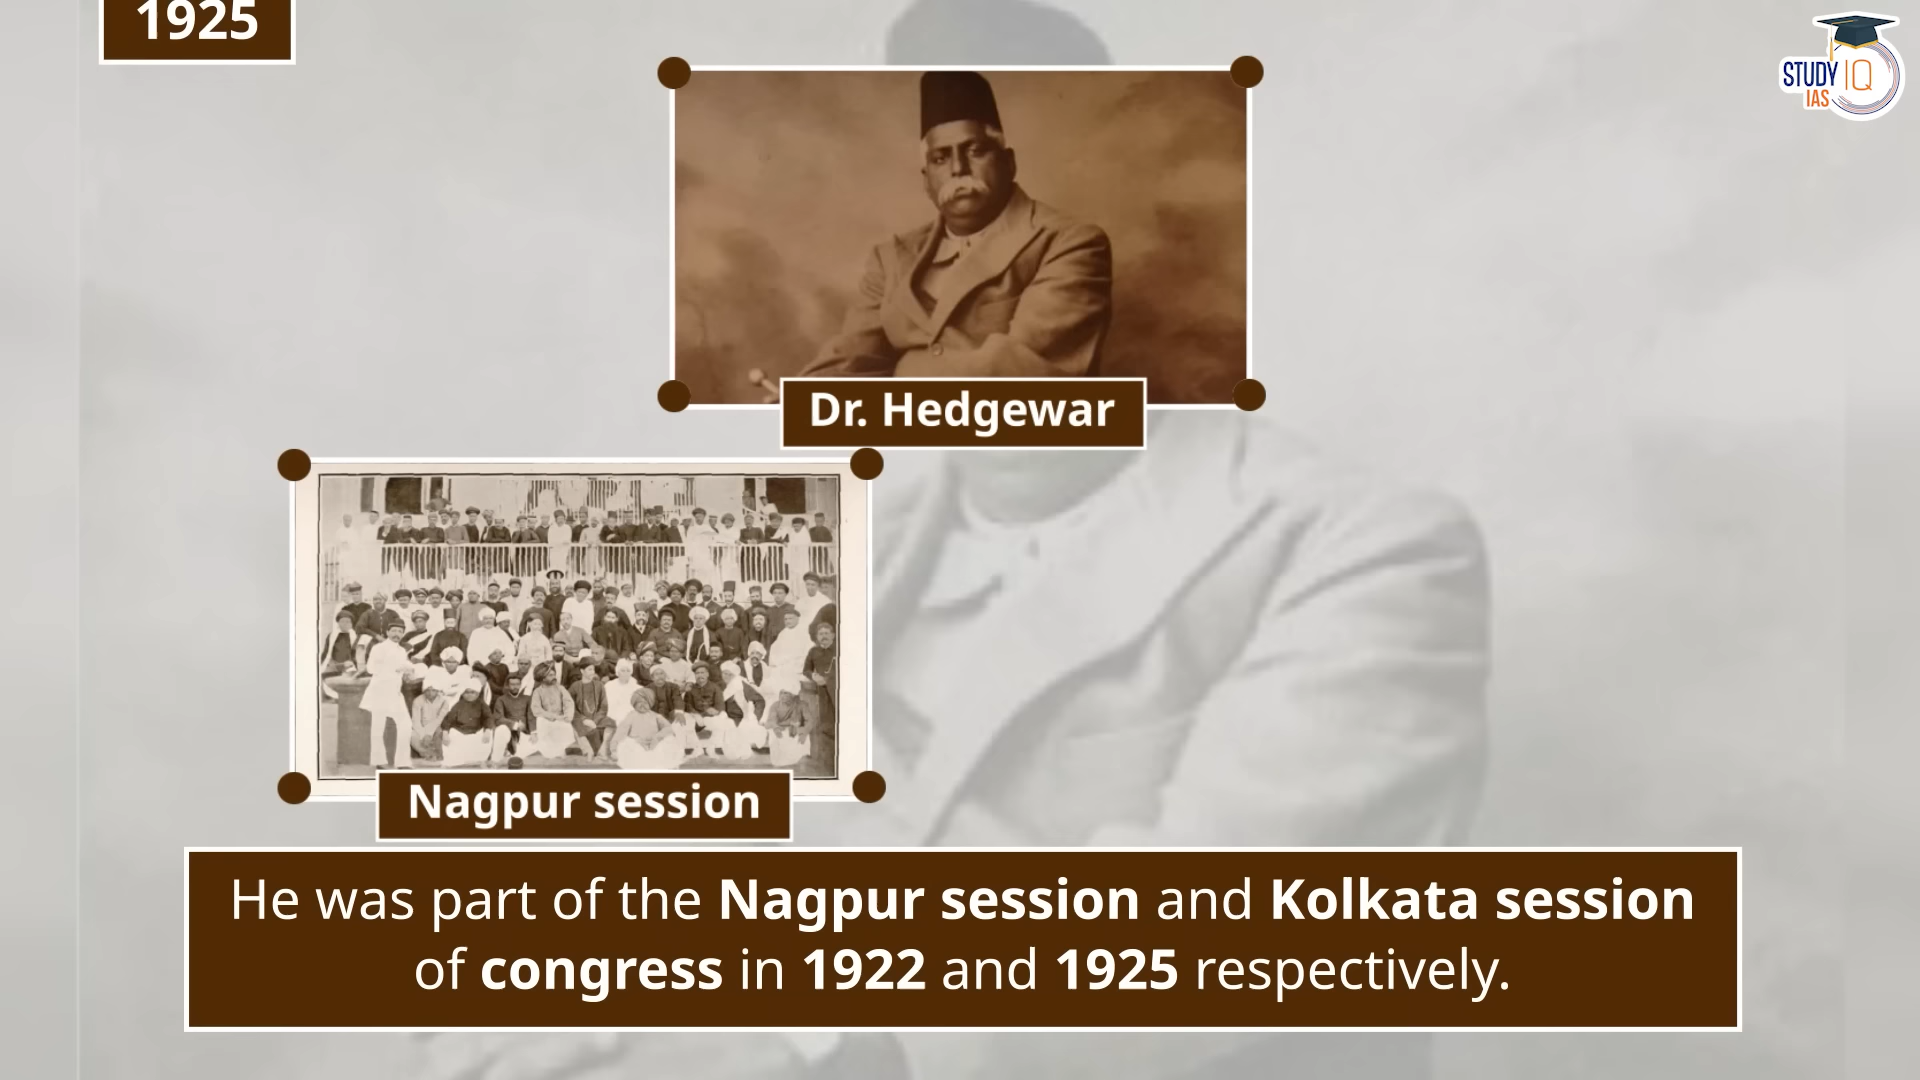 1925
STUDY IQ
IAS
Dr. Hedgewar
Nagpur session
He was part of the Nagpur session and Kolkata session
of congress in 1922 and 1925 respectively.